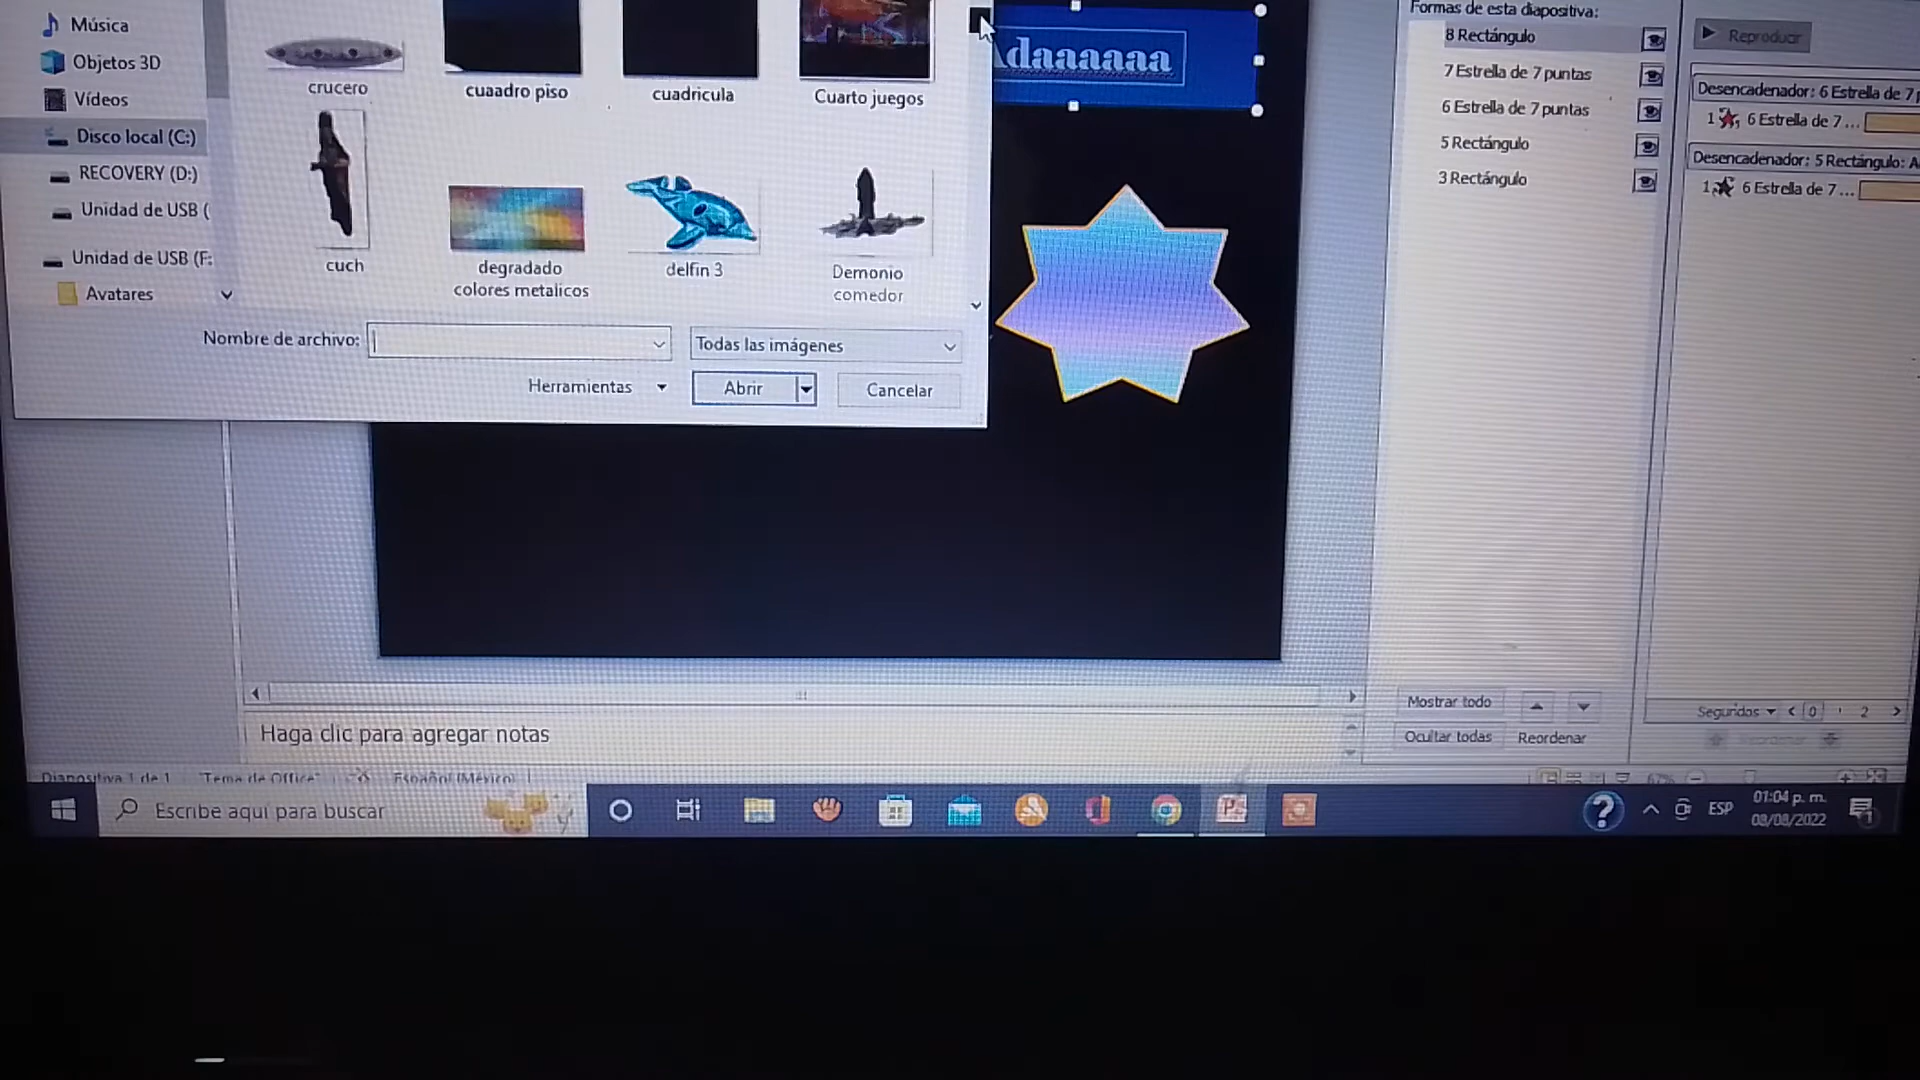 Música
Objetos 3D
Vídeos
Disco local (C:)
RECOVERY (D:)
Unidad de USB (
Unidad de USB (F:
Avatares
crucero
cuaadro piso
cuadricula
Cuarto juegos
cuch
degradado
colores metalicos
delfin 3
Demonio
comedor
Nombre de archivo:
Todas las imágenes
Herramientas
Abrir
Cancelar
Adaaaaaa
Formas de esta diapositiva:
8 Rectángulo
7 Estrella de 7 puntas
6 Estrella de 7 puntas
5 Rectángulo
3 Rectángulo
Mostrar todo
Ocultar todas
Reordenar
Reproducir
Desencadenador: 6 Estrella de 7 p
1 6 Estrella de 7 ...
Desencadenador: 5 Rectángulo: A
1 6 Estrella de 7 ...
Segundos 0 2
Haga clic para agregar notas
Diapositiva 1 de 1
"Tema de Office"
Español (México)
67%
Escribe aquí para buscar
ESP
01:04 p. m.
08/08/2022
1